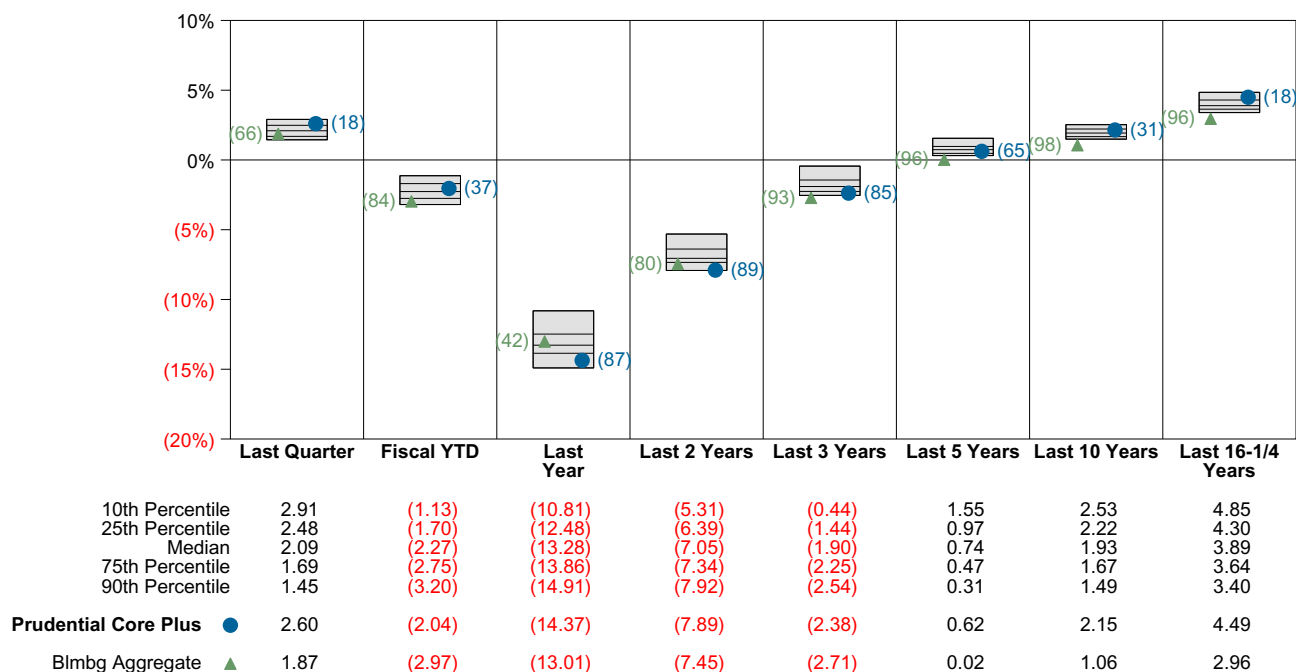 10%
5%
0%
(5%)
(10%)
(15%)
(20%)
(66) (18)
(84) (37)
(42) (87)
(80) (89)
(93) (85)
(96) (65)
(98) (31)
(96) (18)
Last Quarter Fiscal YTD Last Last 2 Years Last 3 Years Last 5 Years Last 10 Years Last 16-1/4
Year Years
10th Percentile 2.91 (1.13) (10.81) (5.31) (0.44) 1.55 2.53 4.85
25th Percentile 2.48 (1.70) (12.48) (6.39) (1.44) 0.97 2.22 4.30
Median 2.09 (2.27) (13.28) (7.05) (1.90) 0.74 1.93 3.89
75th Percentile 1.69 (2.75) (13.86) (7.34) (2.25) 0.47 1.67 3.64
90th Percentile 1.45 (3.20) (14.91) (7.92) (2.54) 0.31 1.49 3.40
Prudential Core Plus 2.60 (2.04) (14.37) (7.89) (2.38) 0.62 2.15 4.49
Blmbg Aggregate 1.87 (2.97) (13.01) (7.45) (2.71) 0.02 1.06 2.96